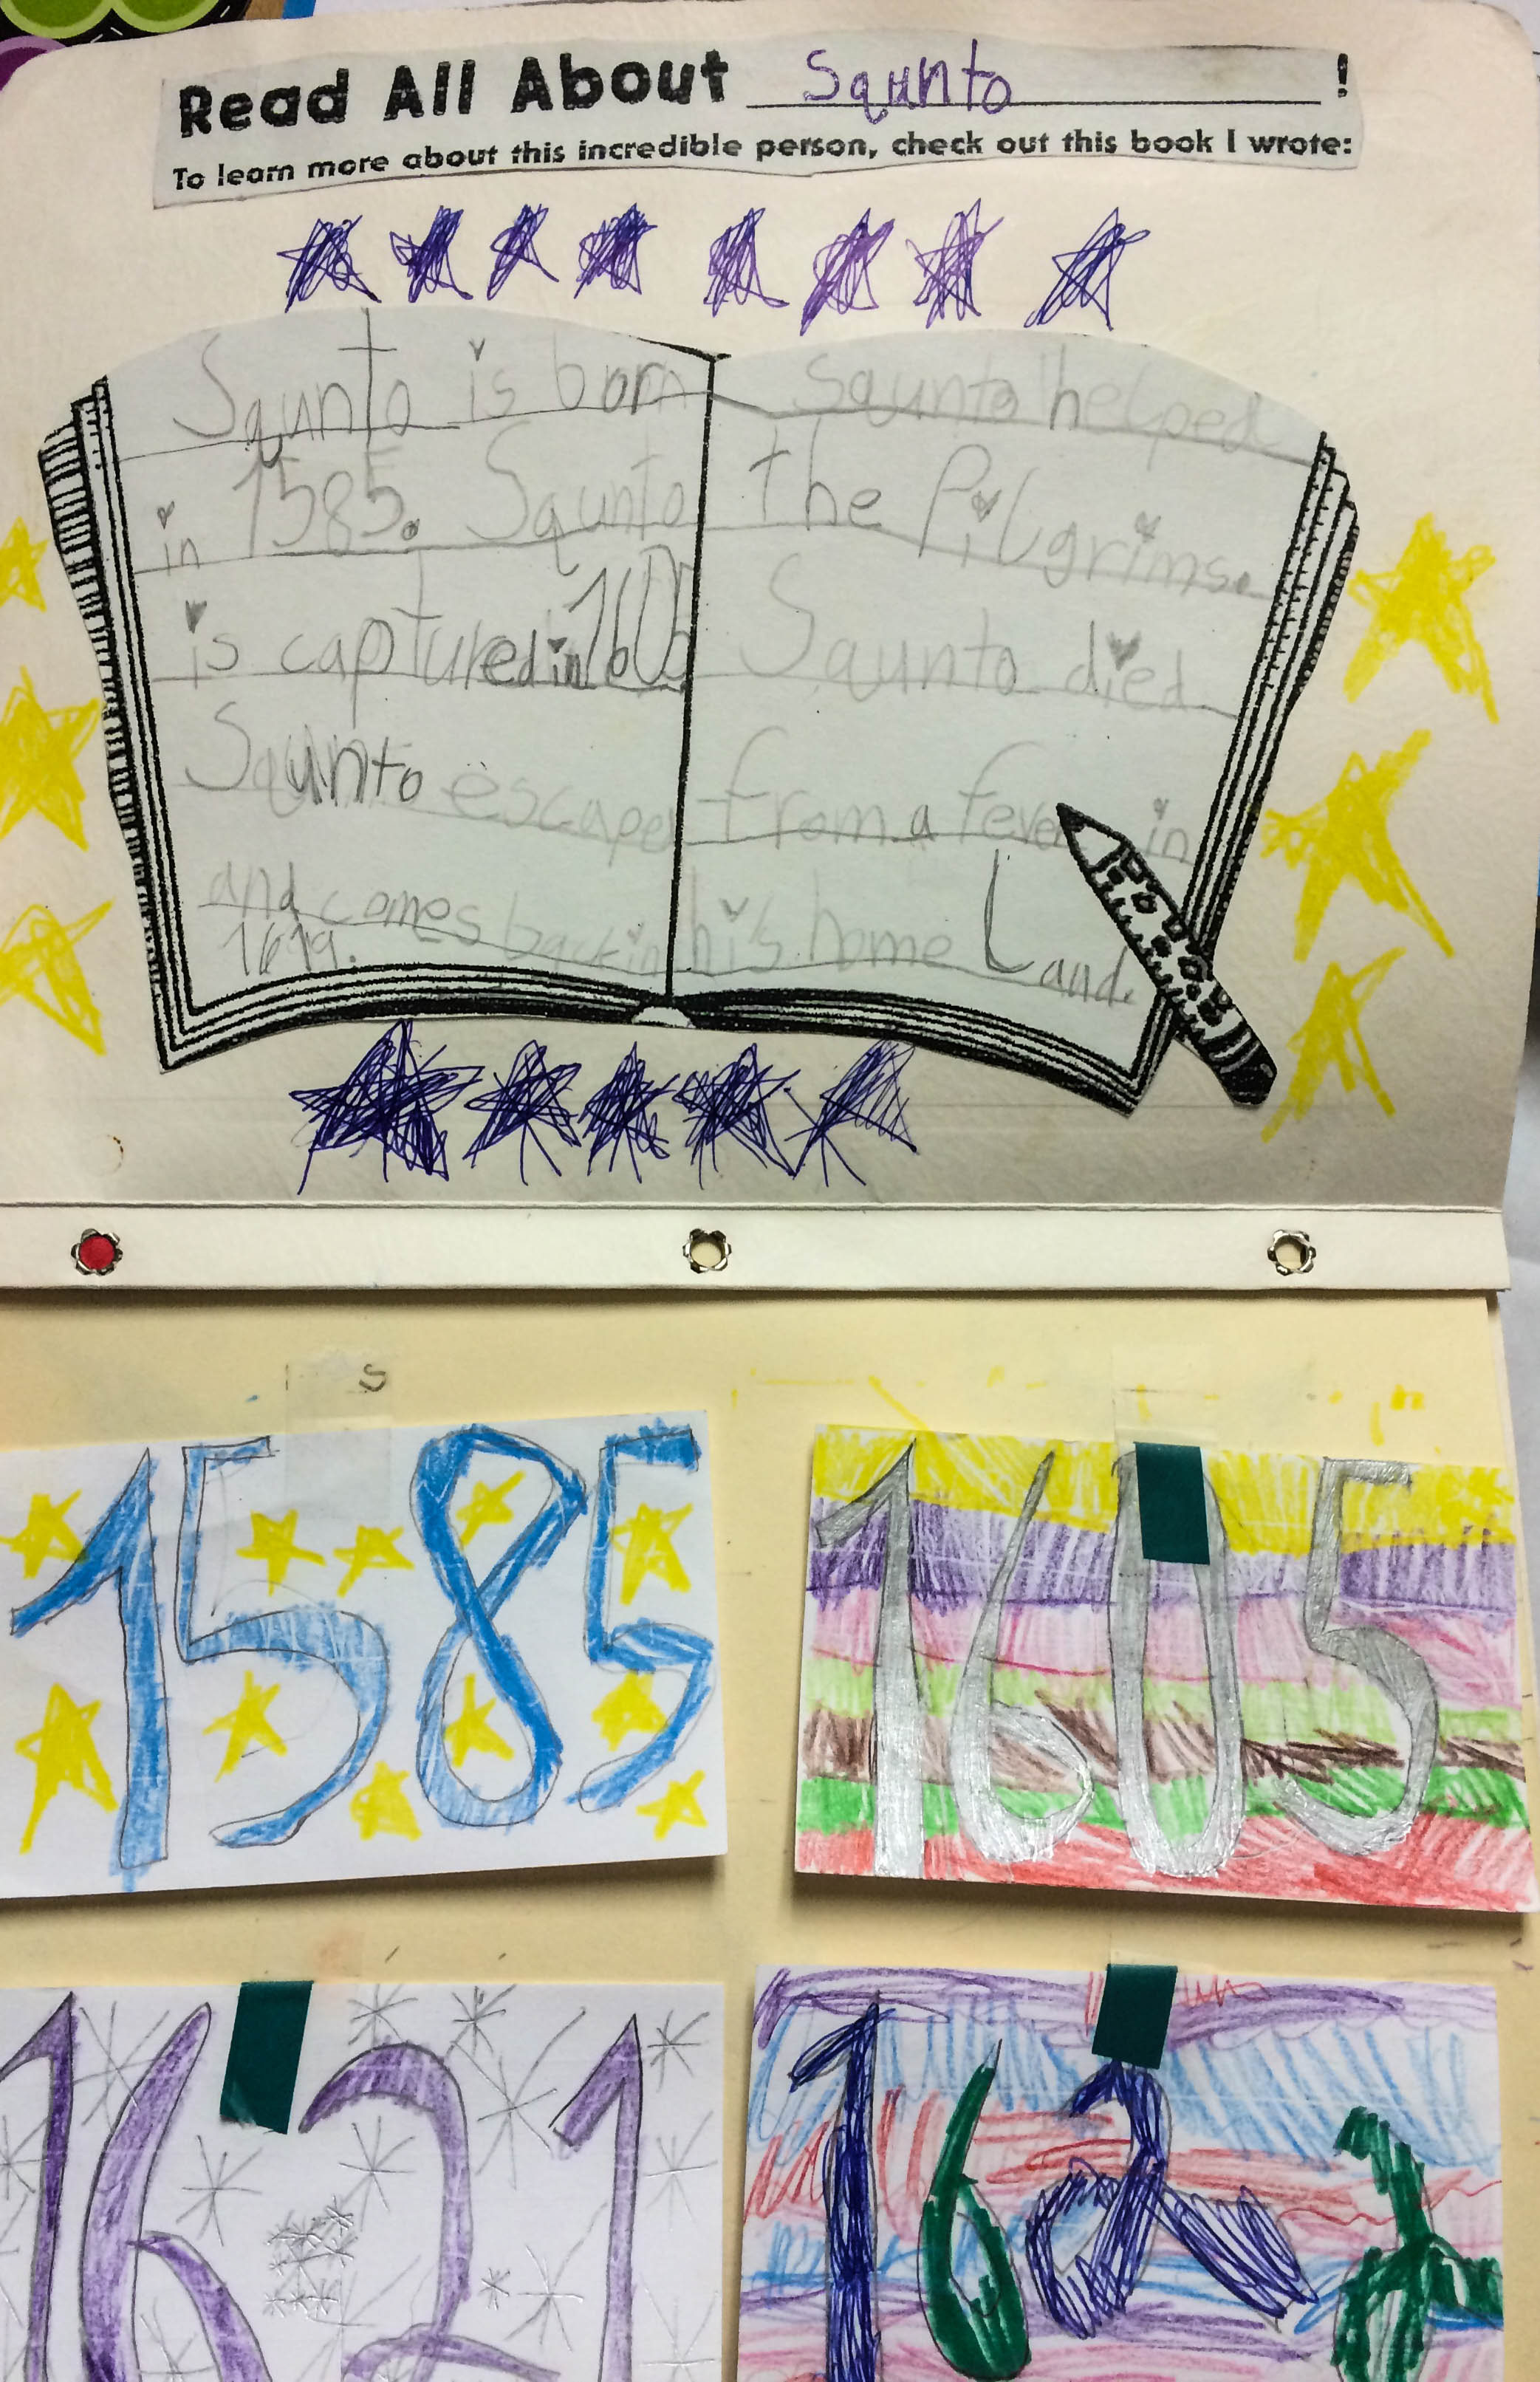 Read All About Squnto !
To learn more about this incredible person, check out this book I wrote:
Squnto is born
in 1585. Squnto
is captured in 1605
Squnto escaped
and comes back in
1619.
Squnto helped
the Pilgrims.
Squnto died
from a fever in
his home Land.
S
1585
1605
1621
1622